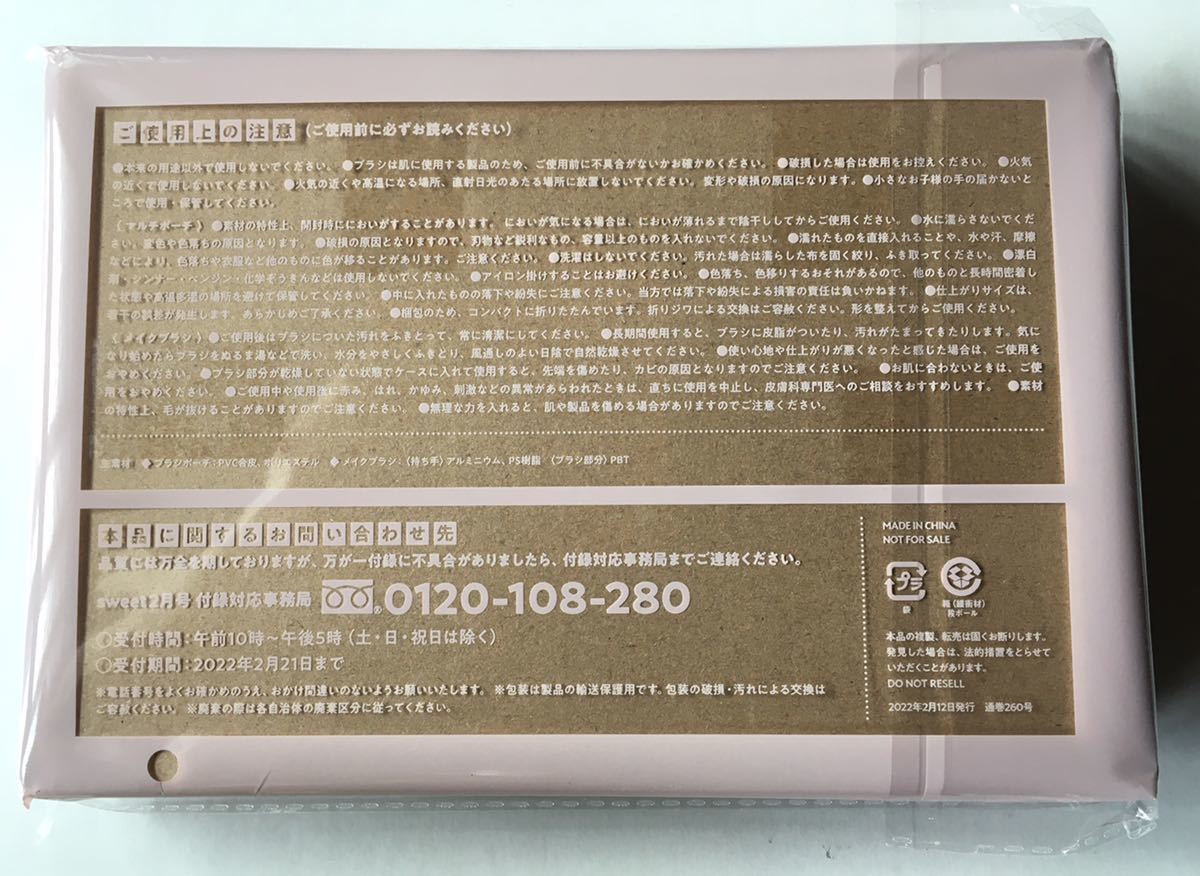 ご使用上の注意 (ご使用前に必ずお読みください)
●本来の用途以外で使用しないでください。 ●ブラシは肌に使用する製品のため、ご使用前に不具合がないかお確かめください。 ●破損した場合は使用をお控えください。 ●火気
の近くで使用しないでください。 ●火気の近くや高温になる場所、直射日光のあたる場所に放置しないでください。 変形や破損の原因になります。 ●小さなお子様の手の届かないと
ころで使用・保管してください。
〈マルチポーチ〉 ●素材の特性上、開封時ににおいがすることがあります。 においが気になる場合は、においが薄れるまで陰干ししてからご使用ください。 ●水に濡らさないでくだ
さい。変色や色落ちの原因となります。 ●破損の原因となりますので、刃物など鋭利なもの、容量以上のものを入れないでください。 ●濡れたものを直接入れることや、水や汗、摩擦
などにより、色落ちや衣服など他のものに色が移ることがあります。ご注意ください。 ●洗濯はしないでください。汚れた場合は濡らした布を固く絞り、ふき取ってください。 ●漂白
剤・シンナー・ベンジン・化学ぞうきんなどは使用しないでください。 ●アイロン掛けすることはお避けください。 ●色落ち、色移りするおそれがあるので、他のものと長時間密着し
た状態や高温多湿の場所を避けて保管してください。 ●中に入れたものの落下や紛失にご注意ください。当方では落下や紛失による損害の責任は負いかねます。 ●仕上がりサイズは、
若干の誤差が発生します。あらかじめご了承ください。 ●梱包のため、コンパクトに折りたたんでいます。折りジワによる交換はご容赦ください。形を整えてからご使用ください。
〈メイクブラシ〉 ●ご使用後はブラシについた汚れをふきとって、常に清潔にしてください。 ●長期間使用すると、ブラシに皮脂がついたり、汚れがたまってきたりします。気に
なり始めたらブラシをぬるま湯などで洗い、水分をやさしくふきとり、風通しのよい日陰で自然乾燥させてください。 ●使い心地や仕上がりが悪くなったと感じた場合は、ご使用を
おやめください。 ●ブラシ部分が乾燥していない状態でケースに入れて使用すると、先端を傷めたり、カビの原因となりますのでご注意ください。 ●お肌に合わないときは、ご使
用をおやめください。 ●ご使用中や使用後に赤み、はれ、かゆみ、刺激などの異常があらわれたときは、直ちに使用を中止し、皮膚科専門医へのご相談をおすすめします。 ●素材
の特性上、毛が抜けることがありますのでご注意ください。 ●無理な力を入れると、肌や製品を傷める場合がありますのでご注意ください。
主素材 ◆ブラシポーチ:PVC合皮、ポリエステル ◆メイクブラシ:〈持ち手〉アルミニウム、PS樹脂 〈ブラシ部分〉PBT
本品に関するお問い合わせ先
品質には万全を期しておりますが、万が一付録に不具合がありましたら、付録対応事務局までご連絡ください。
sweet2月号 付録対応事務局 0120-108-280
○受付時間:午前10時〜午後5時(土・日・祝日は除く)
○受付期間:2022年2月21日まで
※電話番号をよくお確かめのうえ、おかけ間違いのないようお願いいたします。 ※包装は製品の輸送保護用です。包装の破損・汚れによる交換は
ご容赦ください。 ※廃棄の際は各自治体の廃棄区分に従ってください。
MADE IN CHINA
NOT FOR SALE
プラ
袋
箱(緩衝材)
段ボール
本品の複製、転売は固くお断りします。
発見した場合は、法的措置をとらせて
いただくことがあります。
DO NOT RESELL
2022年2月12日発行 通巻260号